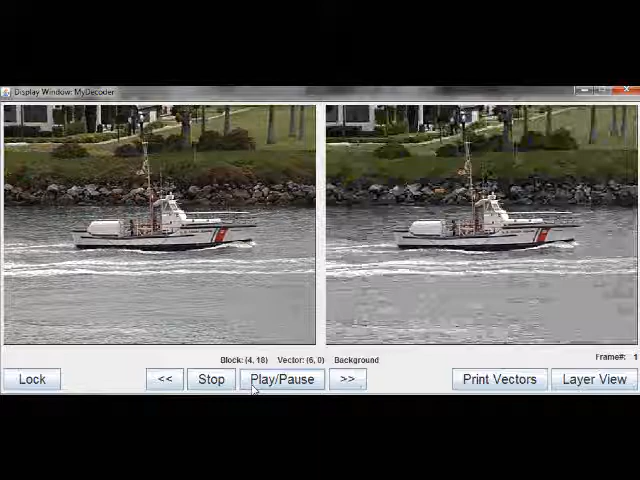 Display Window: MyDecoder
Block: (4, 18) Vector: (6, 0) Background
Frame#: 1
Lock
<<
Stop
Play/Pause
>>
Print Vectors
Layer View